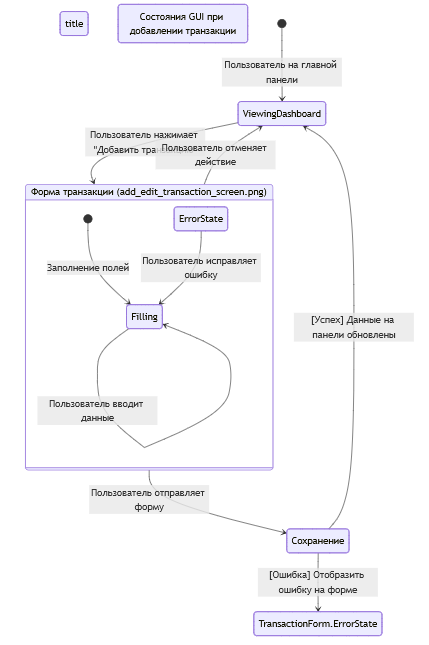 title
Состояния GUI при
добавлении транзакции
Пользователь на главной
панели
ViewingDashboard
Пользователь нажимает
"Добавить
Пользователь отменяет
действие
Форма транзакции (add_edit_transaction_screen.png)
ErrorState
Заполнение полей
Пользователь исправляет
ошибку
Filling
[Успех] Данные на
панели обновлены
Пользователь вводит
данные
Пользователь отправляет
форму
Сохранение
[Ошибка] Отобразить
ошибку на форме
TransactionForm.ErrorState